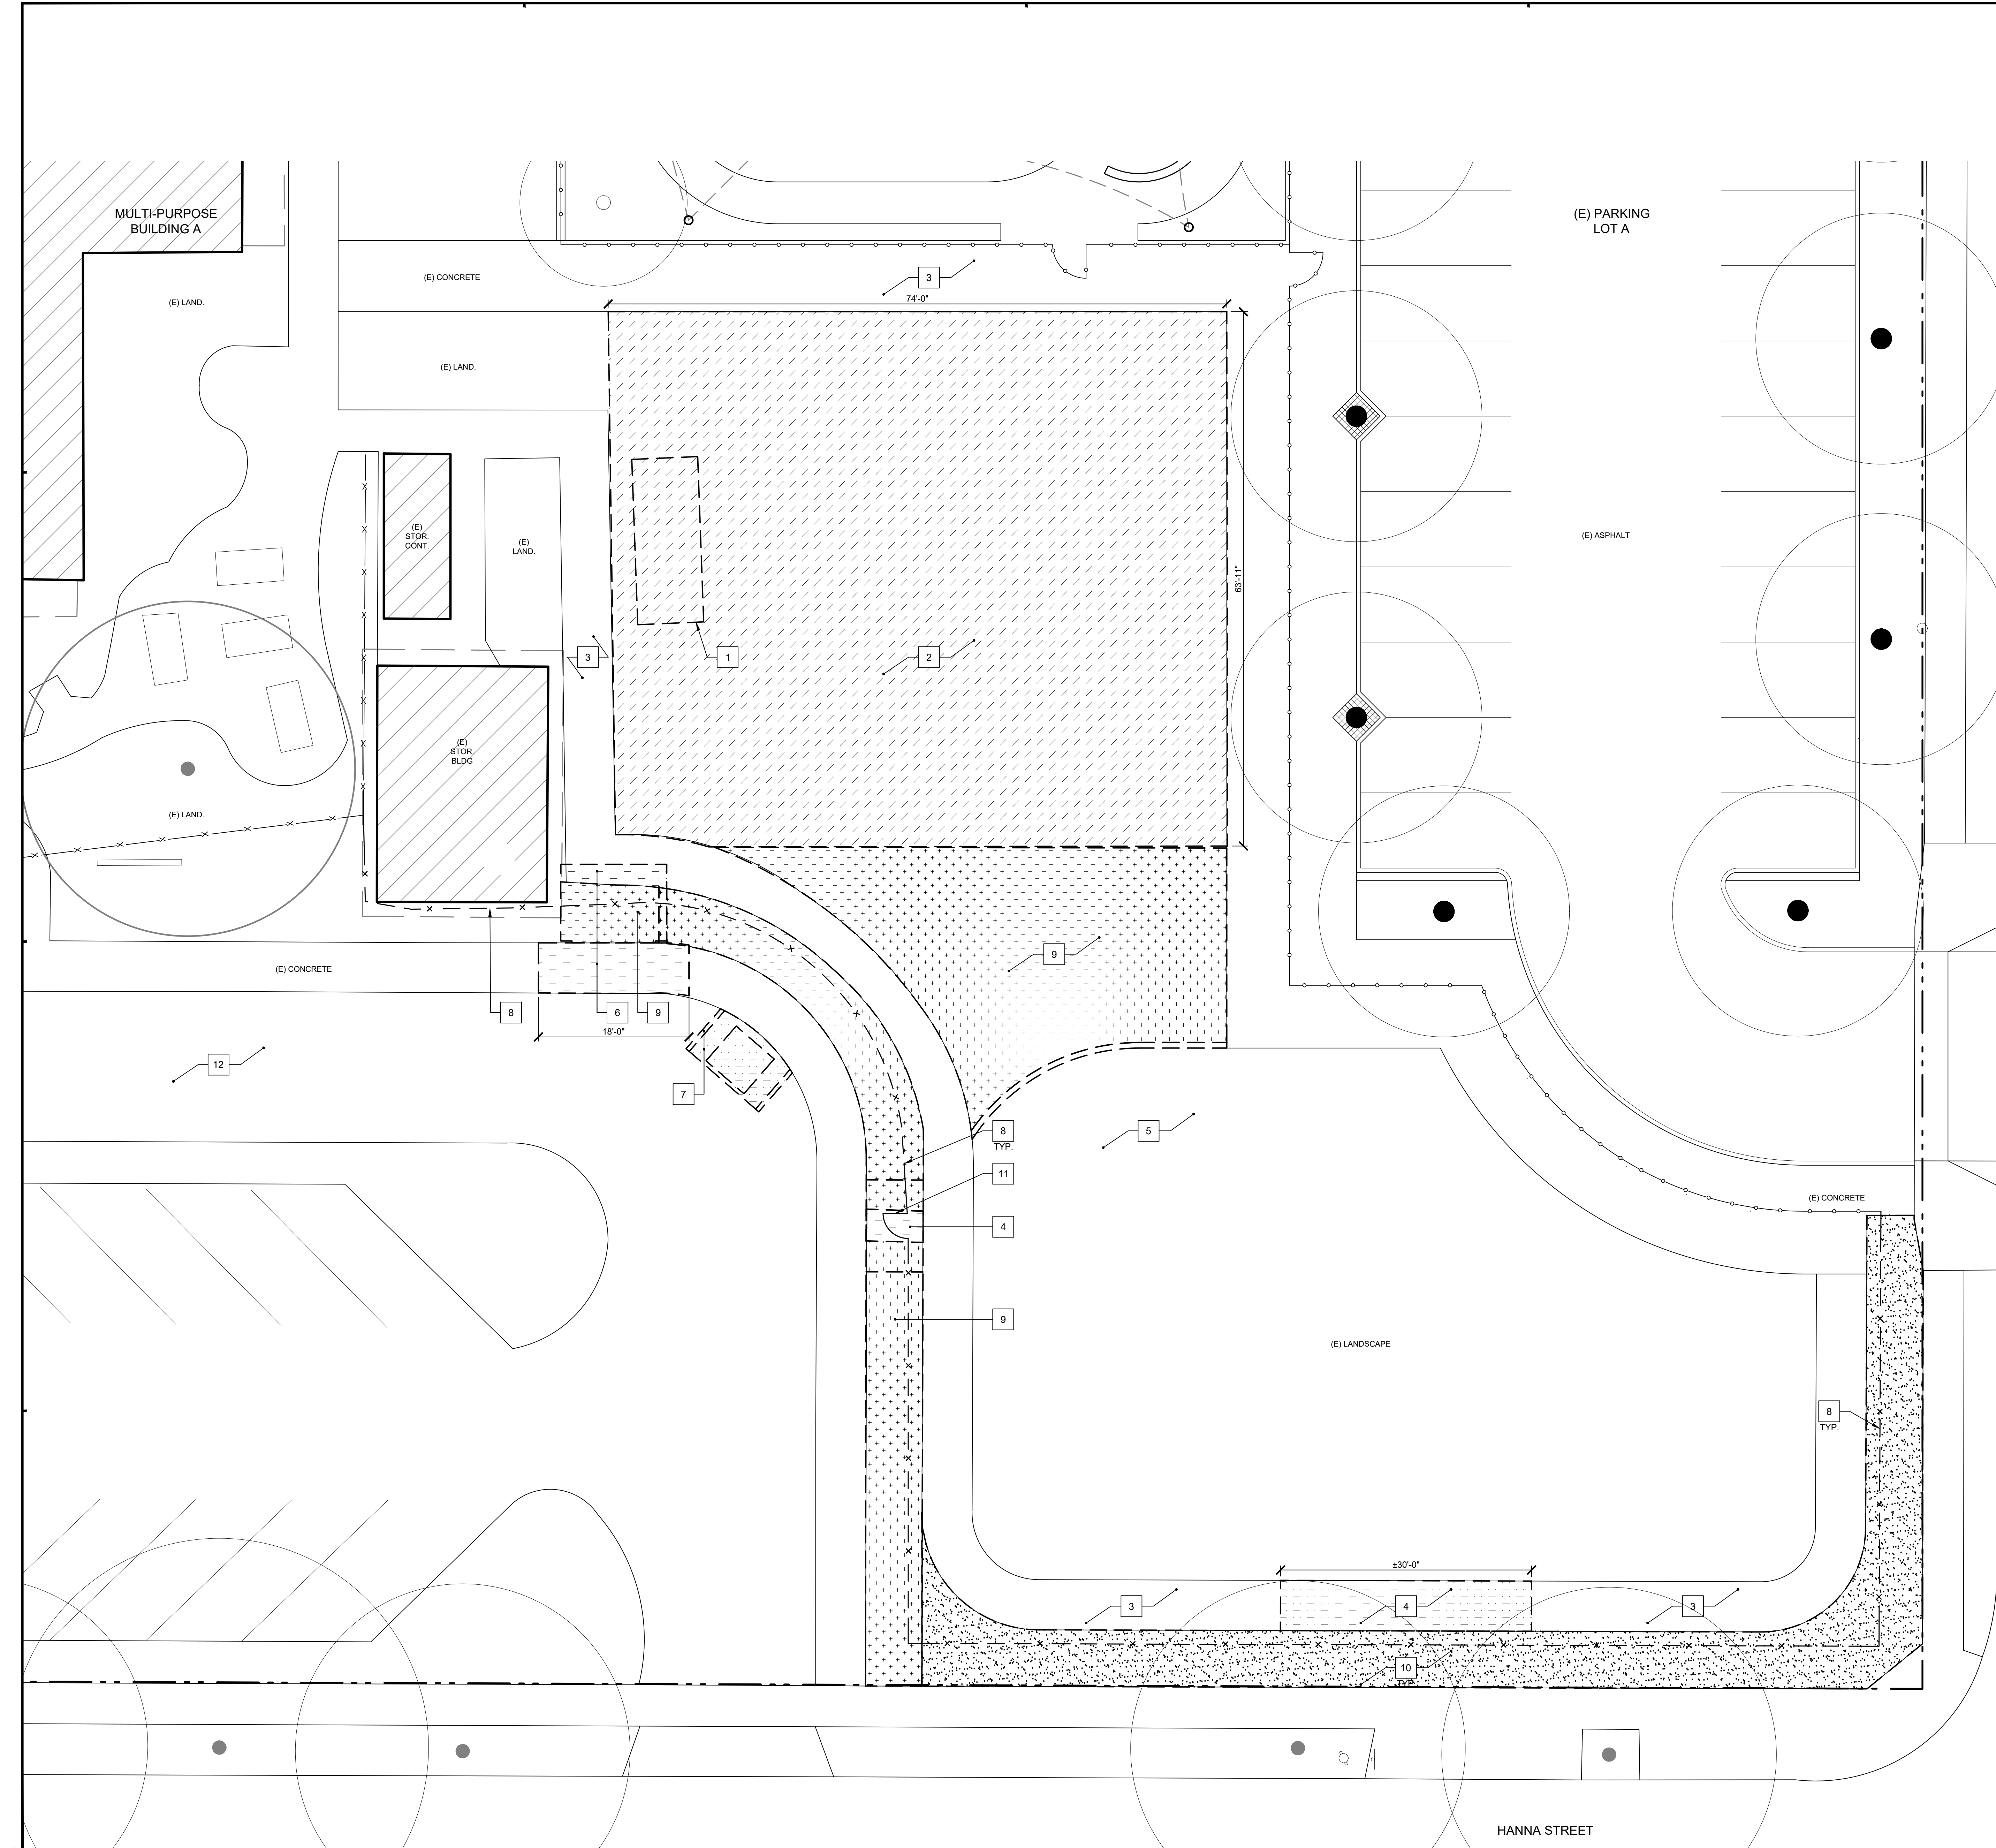 MULTI-PURPOSE
BUILDING A
(E) PARKING
LOT A
(E) CONCRETE
3
(E) LAND.
74'-0"
(E) LAND.
(E)
STOR.
CONT.
(E)
LAND.
(E) ASPHALT
63'-11"
3
1
2
(E)
STOR.
BLDG
(E) LAND.
9
(E) CONCRETE
8
6
9
18'-0"
12
7
5
8
TYP.
11
(E) CONCRETE
4
9
(E) LANDSCAPE
8
TYP.
±30'-0"
3
4
3
10
TYP.
HANNA STREET